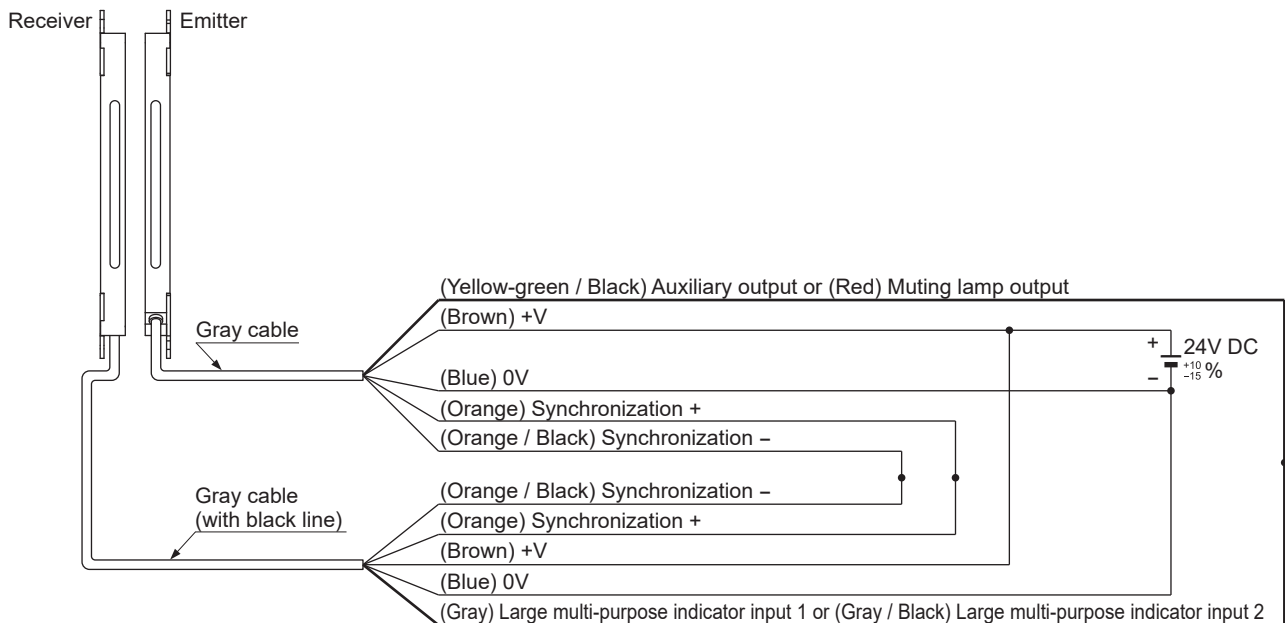 Receiver
Emitter
(Yellow-green / Black) Auxiliary output or (Red) Muting lamp output
(Brown) +V
Gray cable
+
24V DC
+10
−15 %
−
(Blue) 0V
(Orange) Synchronization +
(Orange / Black) Synchronization −
(Orange / Black) Synchronization −
Gray cable
(with black line)
(Orange) Synchronization +
(Brown) +V
(Blue) 0V
(Gray) Large multi-purpose indicator input 1 or (Gray / Black) Large multi-purpose indicator input 2